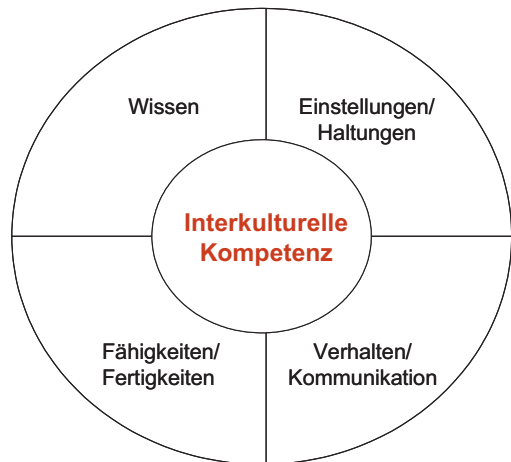 Wissen
Einstellungen/
Haltungen
Interkulturelle
Kompetenz
Fähigkeiten/
Fertigkeiten
Verhalten/
Kommunikation